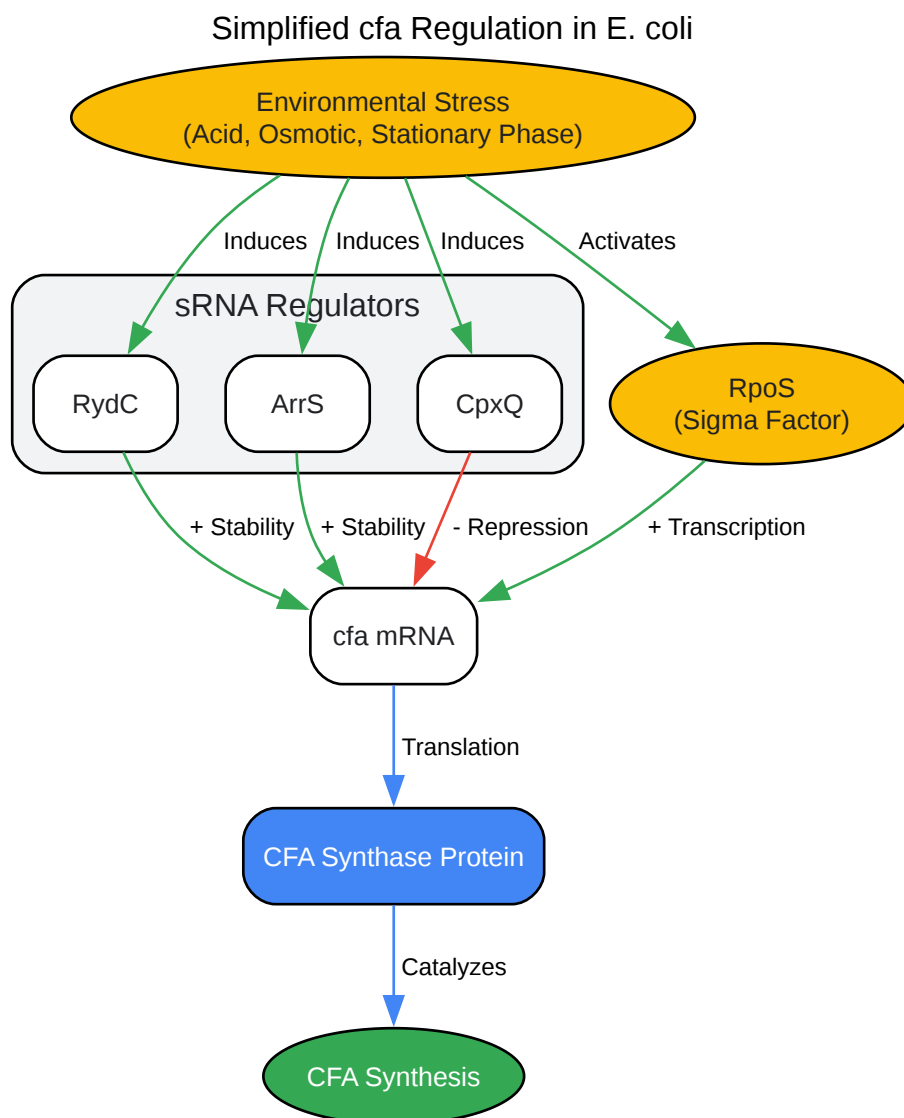 Simplified cfa Regulation in E. coli
Environmental Stress
(Acid, Osmotic, Stationary Phase)
Induces
Induces
Induces
Activates
sRNA Regulators
RydC
ArrS
CpxQ
RpoS
(Sigma Factor)
+ Stability
+ Stability
- Repression
+ Transcription
cfa mRNA
Translation
CFA Synthase Protein
Catalyzes
CFA Synthesis